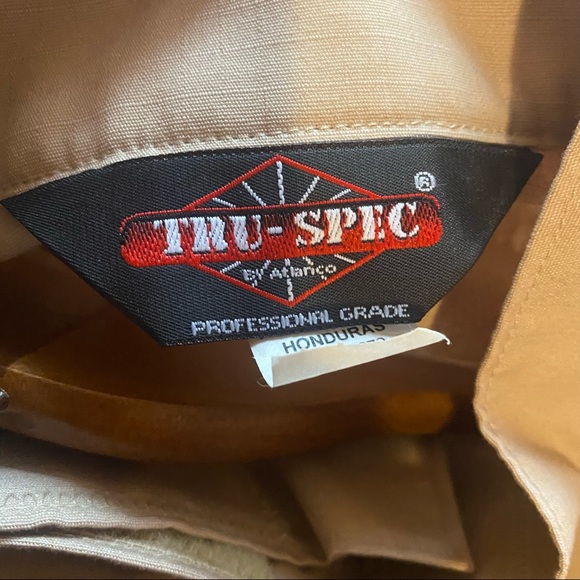 ®
TRU-SPEC
By Atlanco
PROFESSIONAL GRADE
HONDURAS